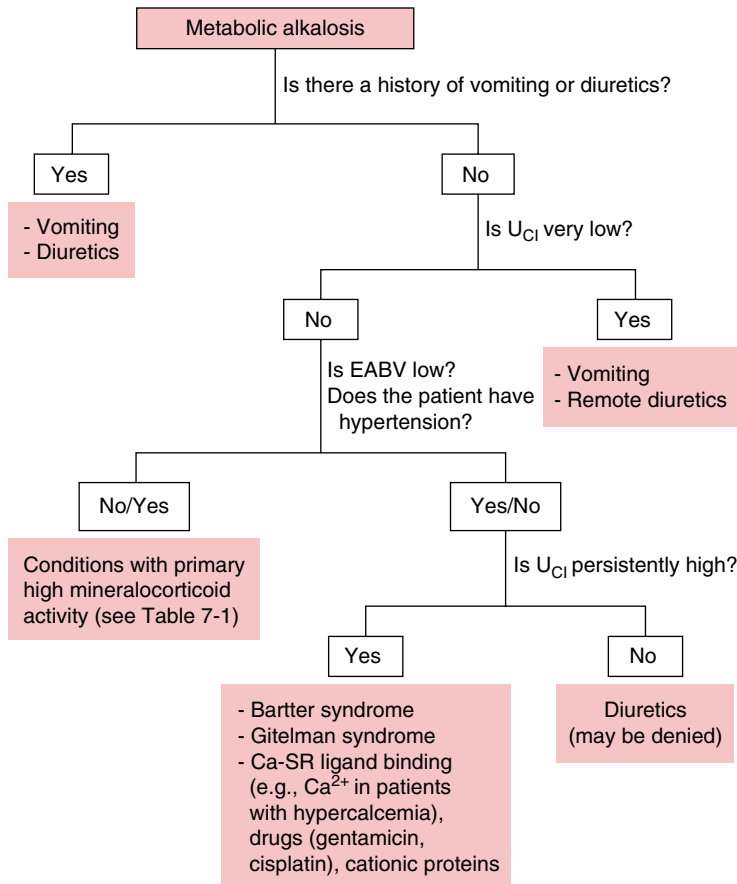 Metabolic alkalosis
Is there a history of vomiting or diuretics?
Yes
No
- Vomiting
- Diuretics
Is U_Cl very low?
No
Yes
Is EABV low?
Does the patient have
hypertension?
- Vomiting
- Remote diuretics
No/Yes
Yes/No
Conditions with primary
high mineralocorticoid
activity (see Table 7-1)
Is U_Cl persistently high?
Yes
No
- Bartter syndrome
- Gitelman syndrome
- Ca-SR ligand binding
(e.g., Ca²⁺ in patients
with hypercalcemia),
drugs (gentamicin,
cisplatin), cationic proteins
Diuretics
(may be denied)